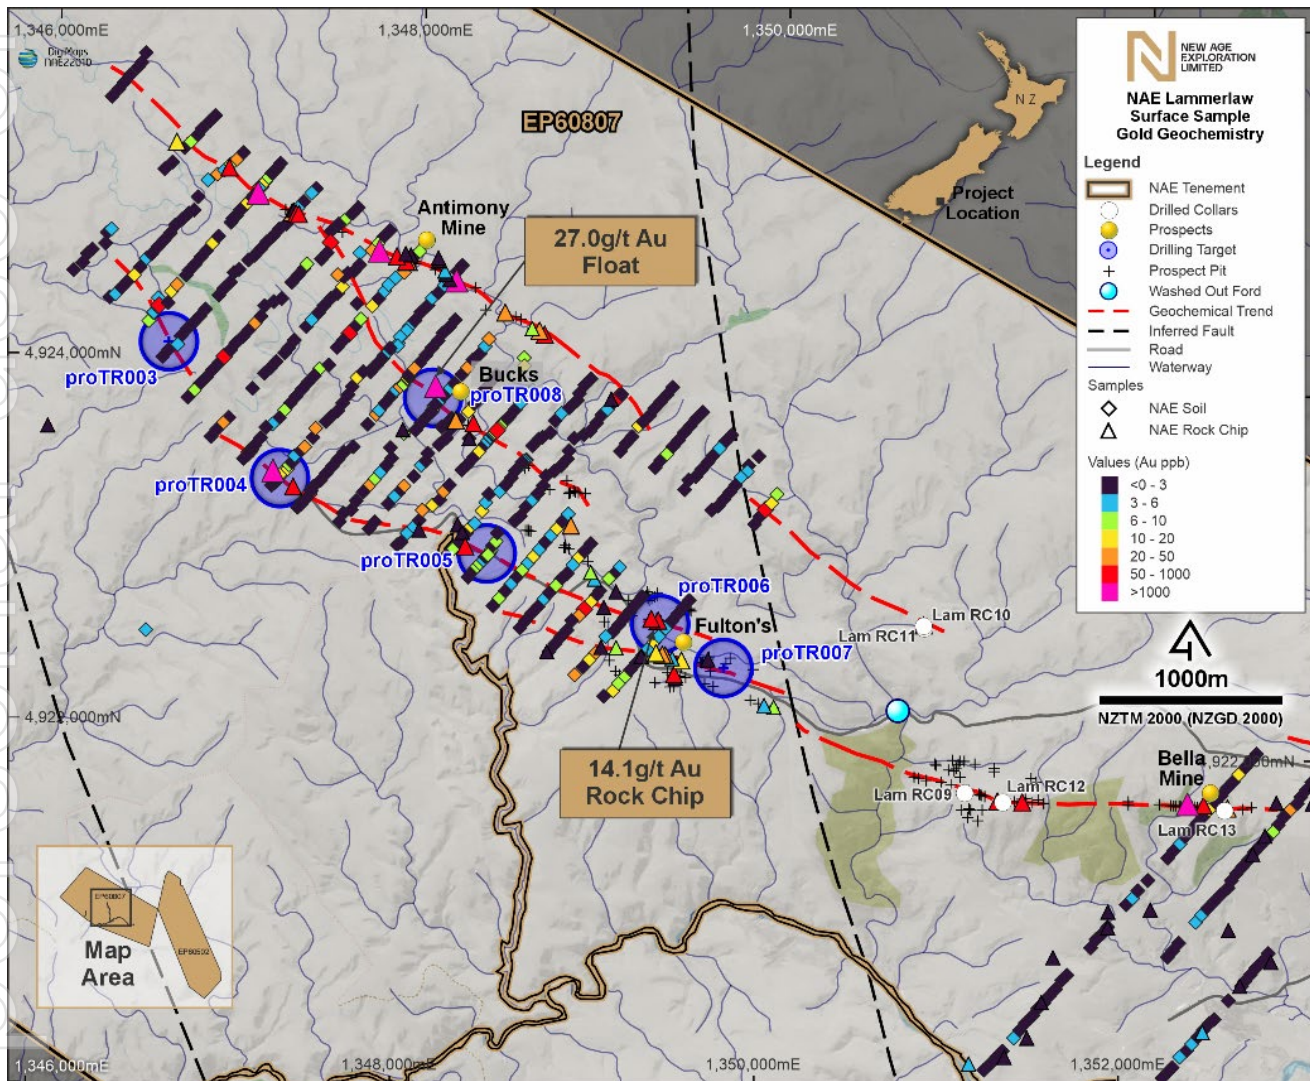 1,346,000mE
1,348,000mE
1,350,000mE
DigMaps
NAE22010
NZ
Project
Location
EP60807
NEW AGE
EXPLORATION
LIMITED
NAE Lammerlaw
Surface Sample
Gold Geochemistry
Legend
NAE Tenement
Drilled Collars
Prospects
Drilling Target
Prospect Pit
Washed Out Ford
Geochemical Trend
Inferred Fault
Road
Waterway
Samples
NAE Soil
NAE Rock Chip
Values (Au ppb)
<0 - 3
3 - 6
6 - 10
10 - 20
20 - 50
50 - 1000
>1000
Antimony
Mine
27.0g/t Au
Float
4,924,000mN
proTR003
Bucks
proTR008
proTR004
proTR005
proTR006
Fulton's
proTR007
Lam RC10
Lam RC11
1000m
NZTM 2000 (NZGD 2000)
4,922,000mN
14.1g/t Au
Rock Chip
Bella
Mine
4,922,000mN
Lam RC09
Lam RC12
Lam RC13
EP60807
Map
Area
1,346,000mE
1,348,000mE
1,350,000mE
1,352,000mE